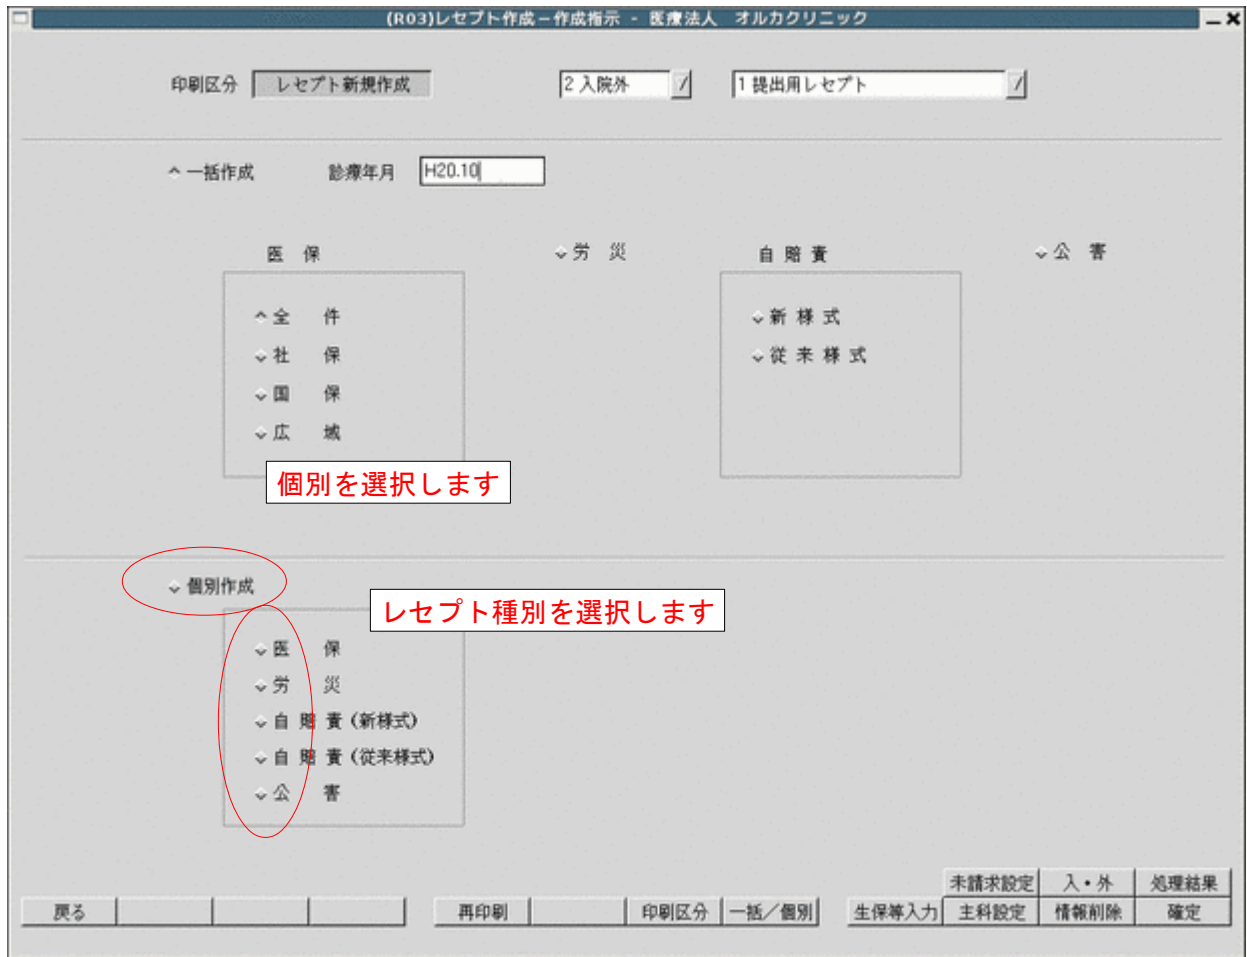 (R03)レセプト作成－作成指示 - 医療法人　オルカクリニック
印刷区分 レセプト新規作成 2 入院外 1 提出用レセプト
一括作成 診療年月 H20.10
医 保 労 災 自 賠 責 公 害
全 件 新 様 式
社 保 従 来 様 式
国 保
広 域
個別を選択します
個別作成
レセプト種別を選択します
医 保
労 災
自 賠 責 (新様式)
自 賠 責 (従来様式)
公 害
未請求設定 入・外 処理結果
戻る 再印刷 印刷区分 一括／個別 生保等入力 主科設定 情報削除 確定